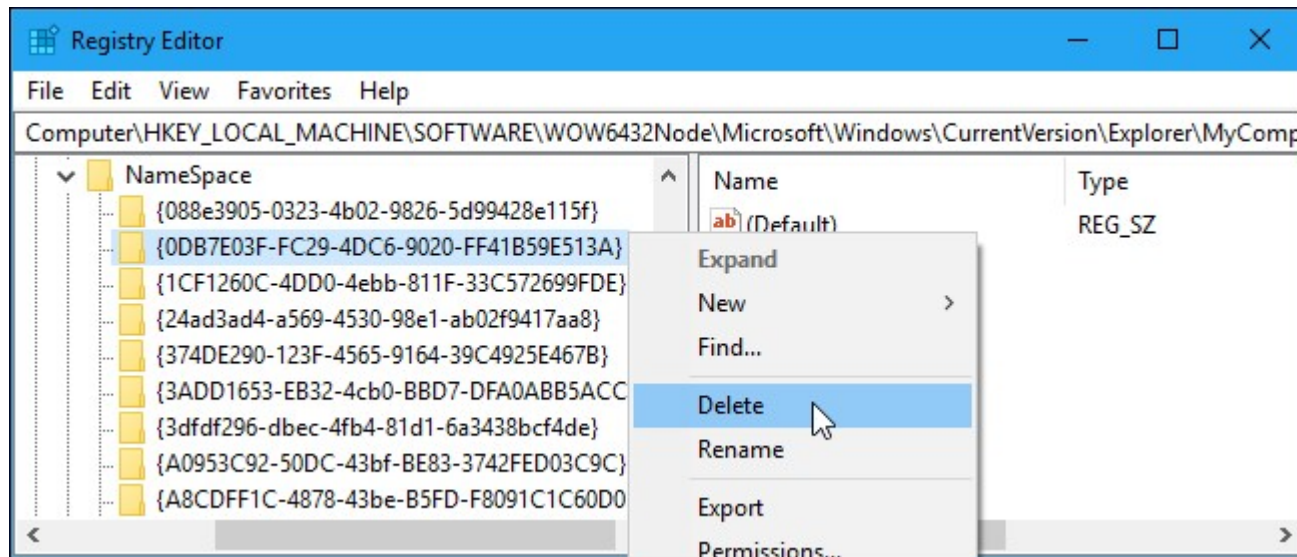 Registry Editor
File Edit View Favorites Help
Computer\HKEY_LOCAL_MACHINE\SOFTWARE\WOW6432Node\Microsoft\Windows\CurrentVersion\Explorer\MyComp
NameSpace
{088e3905-0323-4b02-9826-5d99428e115f}
{0DB7E03F-FC29-4DC6-9020-FF41B59E513A}
{1CF1260C-4DD0-4ebb-811F-33C572699FDE}
{24ad3ad4-a569-4530-98e1-ab02f9417aa8}
{374DE290-123F-4565-9164-39C4925E467B}
{3ADD1653-EB32-4cb0-BBD7-DFA0ABB5ACC
{3dfdf296-dbec-4fb4-81d1-6a3438bcf4de}
{A0953C92-50DC-43bf-BE83-3742FED03C9C}
{A8CDFF1C-4878-43be-B5FD-F8091C1C60D0
Name Type
ab (Default) REG_SZ
Expand
New
Find...
Delete
Rename
Export
Permissions...